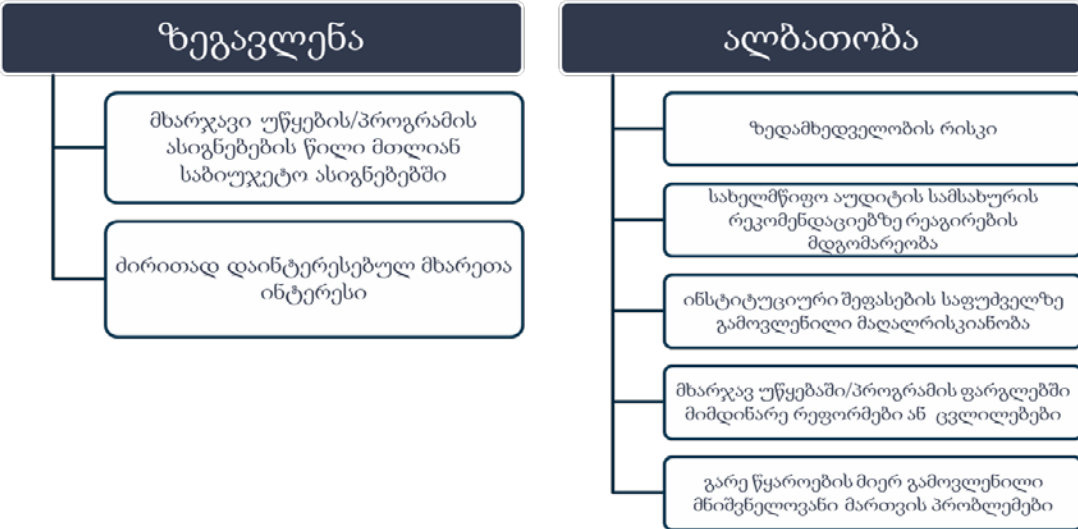 ზეგავლენა
მხარჯავი უწყების/პროგრამის
ასიგნებების წილი მთლიან
საბიუჯეტო ასიგნებებში
ძირითად დაინტერესებულ მხარეთა
ინტერესი
ალბათობა
ზედამხედველობის რისკი
სახელმწიფო აუდიტის სამსახურის
რეკომენდაციებზე რეაგირების
მდგომარეობა
ინსტიტუციური შეფასების საფუძველზე
გამოვლენილი მაღალრისკიანობა
მხარჯავ უწყებაში/პროგრამის ფარგლებში
მიმდინარე რეფორმები ან ცვლილებები
გარე წყაროების მიერ გამოვლენილი
მნიშვნელოვანი მართვის პრობლემები